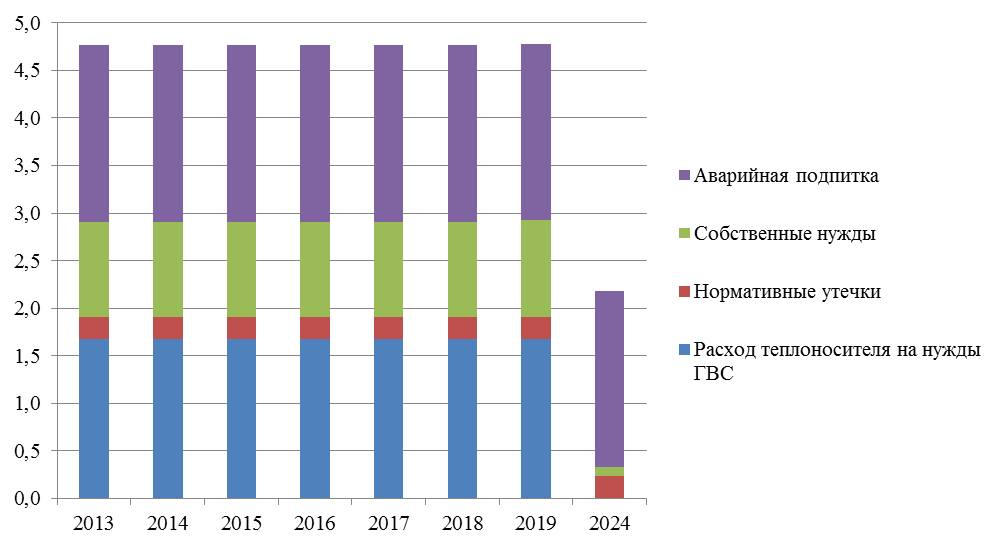 5,0
4,5
4,0
3,5
3,0
2,5
2,0
1,5
1,0
0,5
0,0
2013 2014 2015 2016 2017 2018 2019 2024
Аварийная подпитка
Собственные нужды
Нормативные утечки
Расход теплоносителя на нужды
ГВС